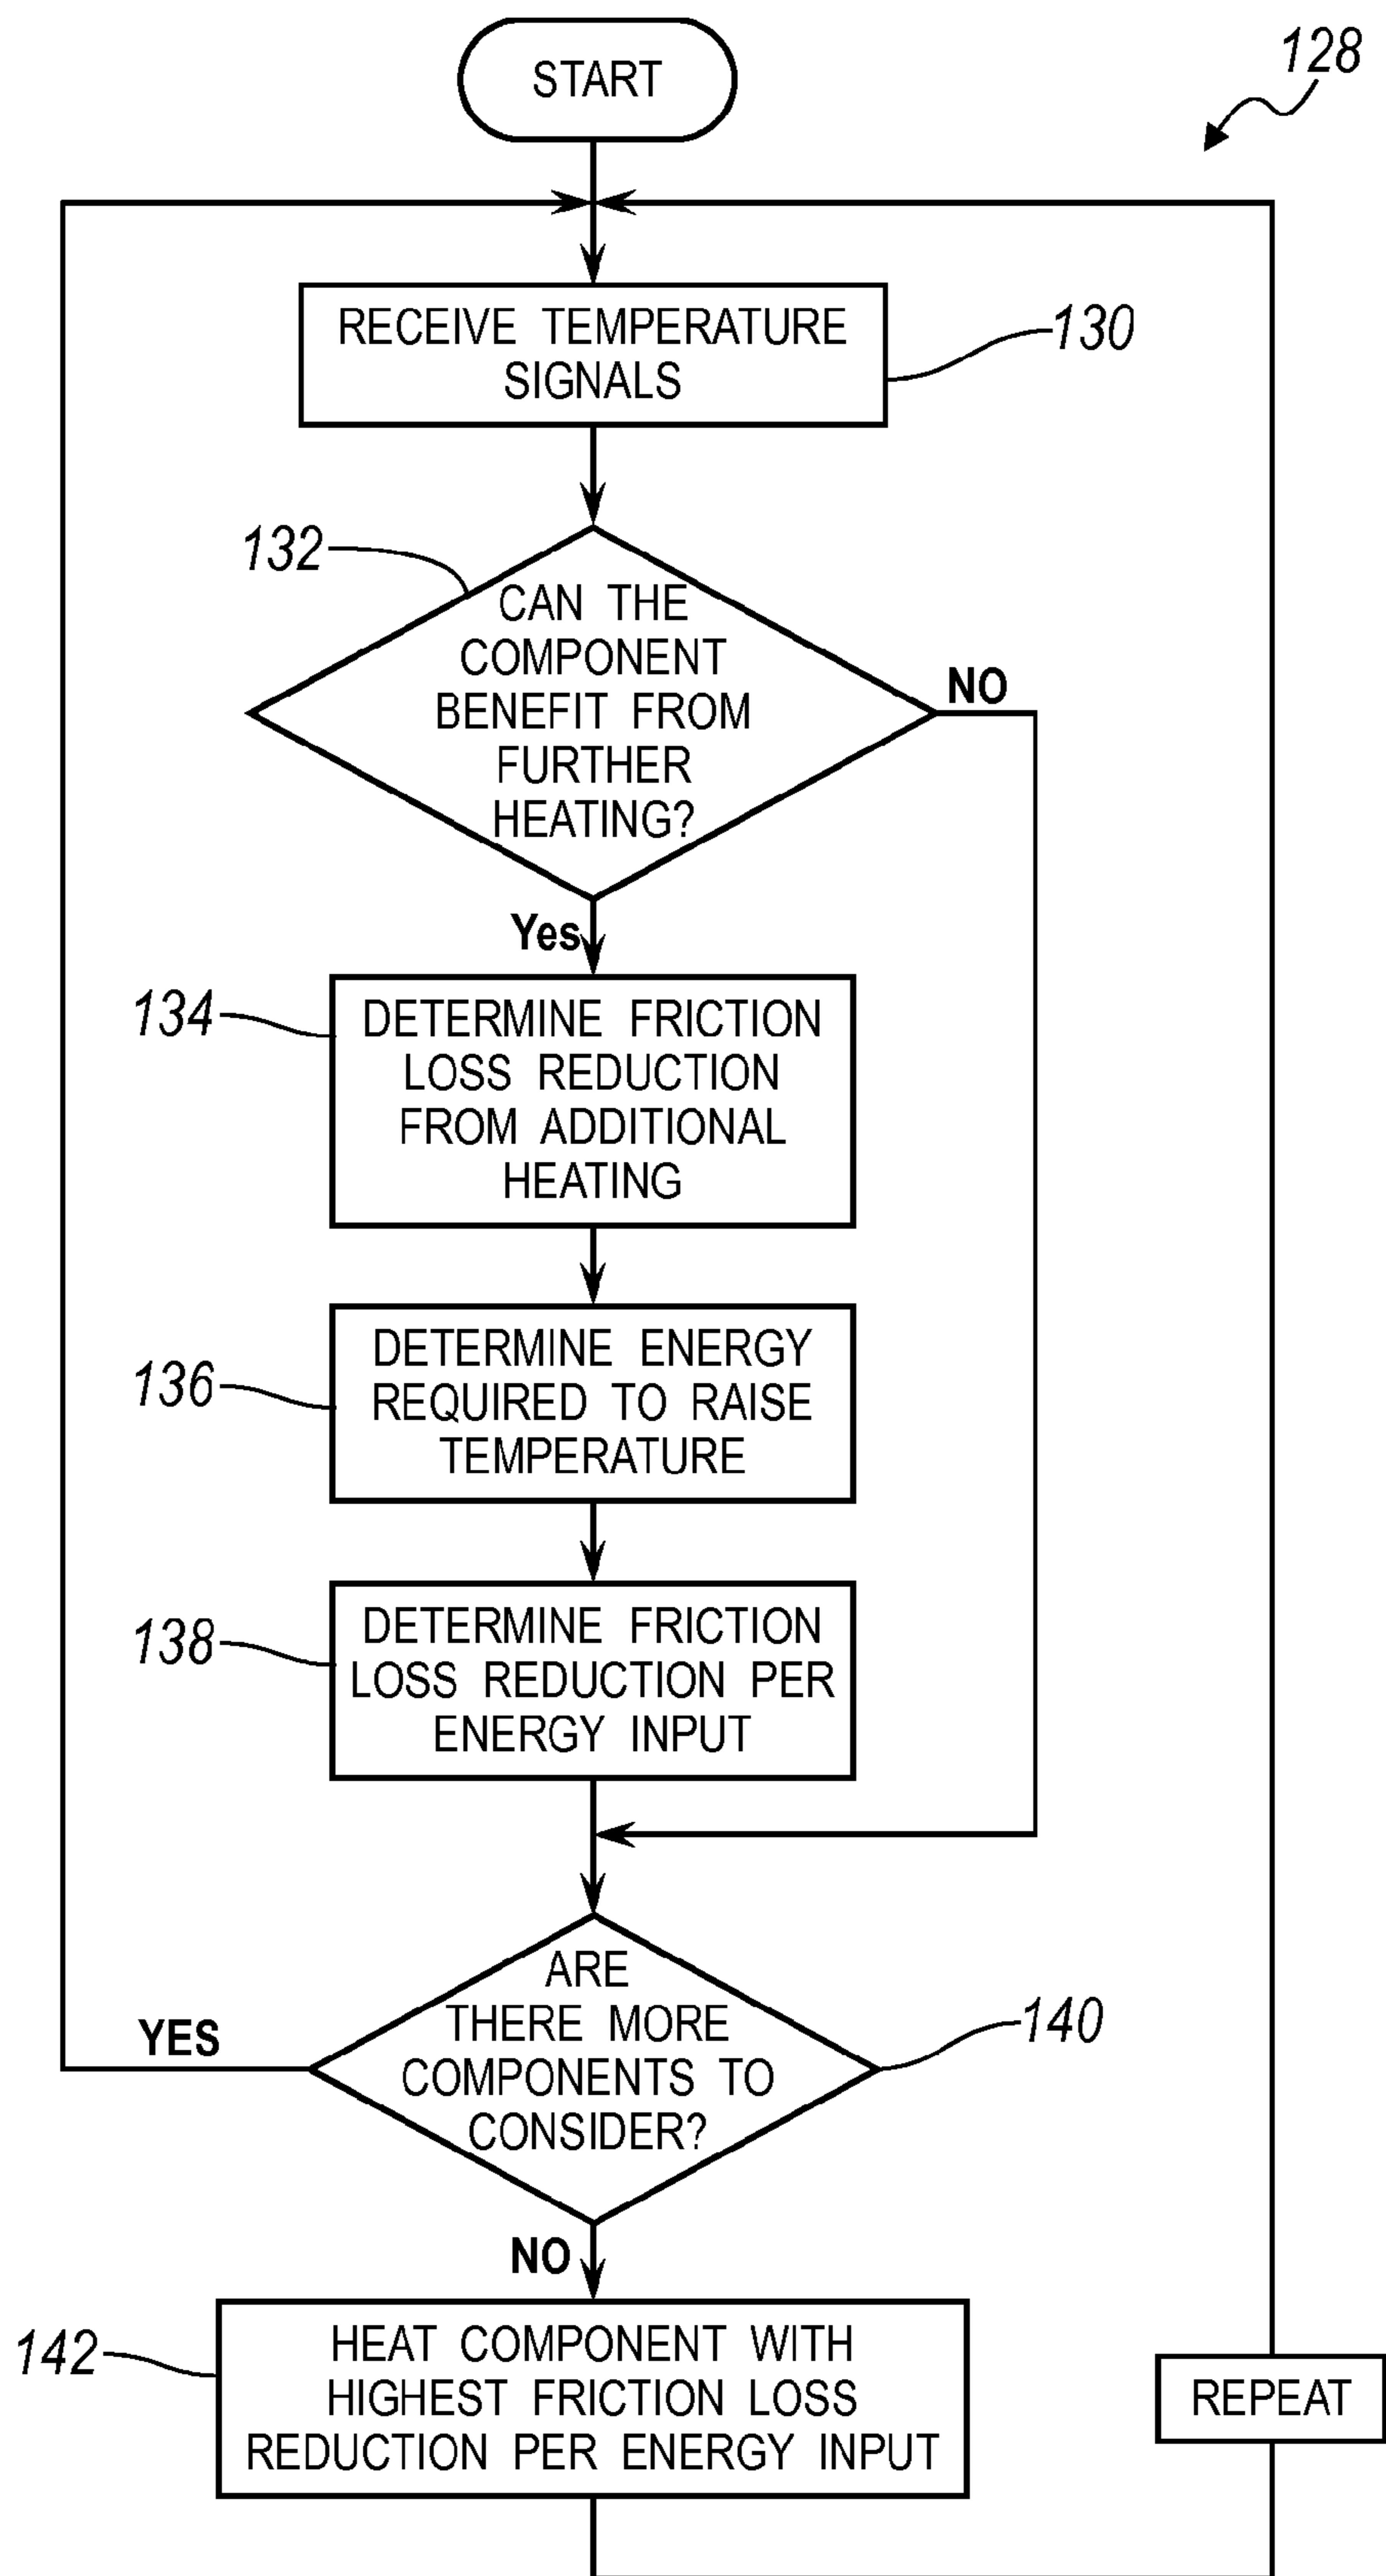 START
128
RECEIVE TEMPERATURE
SIGNALS
130
132
CAN THE
COMPONENT
BENEFIT FROM
FURTHER
HEATING?
NO
Yes
134
DETERMINE FRICTION
LOSS REDUCTION
FROM ADDITIONAL
HEATING
136
DETERMINE ENERGY
REQUIRED TO RAISE
TEMPERATURE
138
DETERMINE FRICTION
LOSS REDUCTION PER
ENERGY INPUT
ARE
THERE MORE
COMPONENTS TO
CONSIDER?
YES
140
NO
142
HEAT COMPONENT WITH
HIGHEST FRICTION LOSS
REDUCTION PER ENERGY INPUT
REPEAT